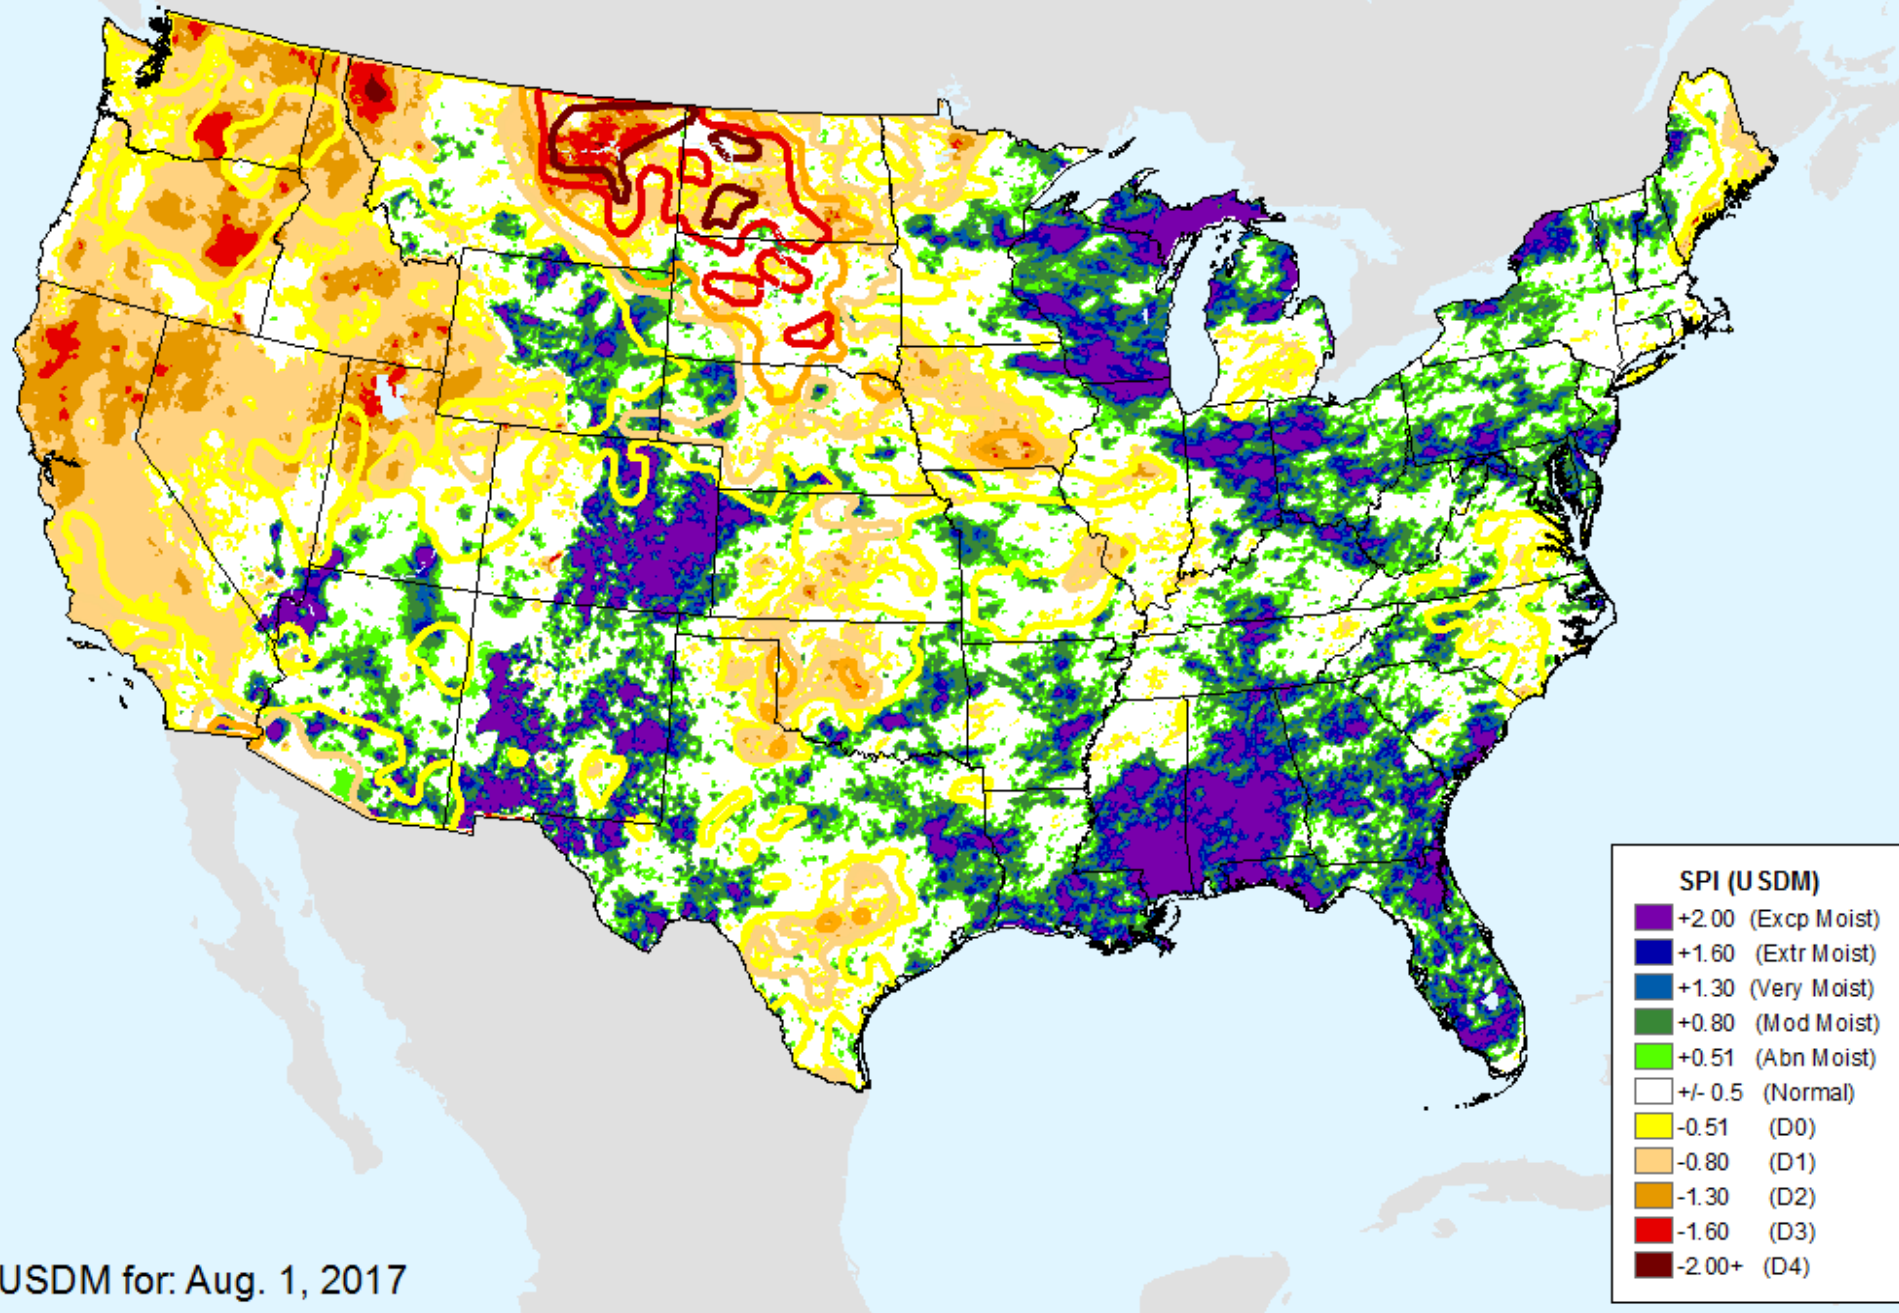 SPI (USDM)
+2.00 (Excp Moist)
+1.60 (Extr Moist)
+1.30 (Very Moist)
+0.80 (Mod Moist)
+0.51 (Abn Moist)
+/- 0.5 (Normal)
-0.51 (D0)
-0.80 (D1)
-1.30 (D2)
-1.60 (D3)
-2.00+ (D4)
USDM for: Aug. 1, 2017